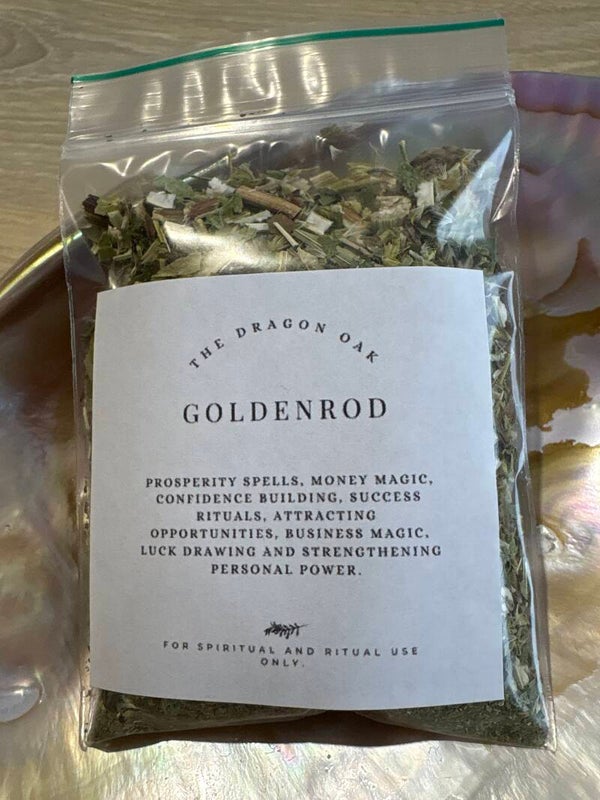 THE DRAGON OAK
GOLDENROD
PROSPERITY SPELLS, MONEY MAGIC,
CONFIDENCE BUILDING, SUCCESS
RITUALS, ATTRACTING
OPPORTUNITIES, BUSINESS MAGIC,
LUCK DRAWING AND STRENGTHENING
PERSONAL POWER.
FOR SPIRITUAL AND RITUAL USE
ONLY.